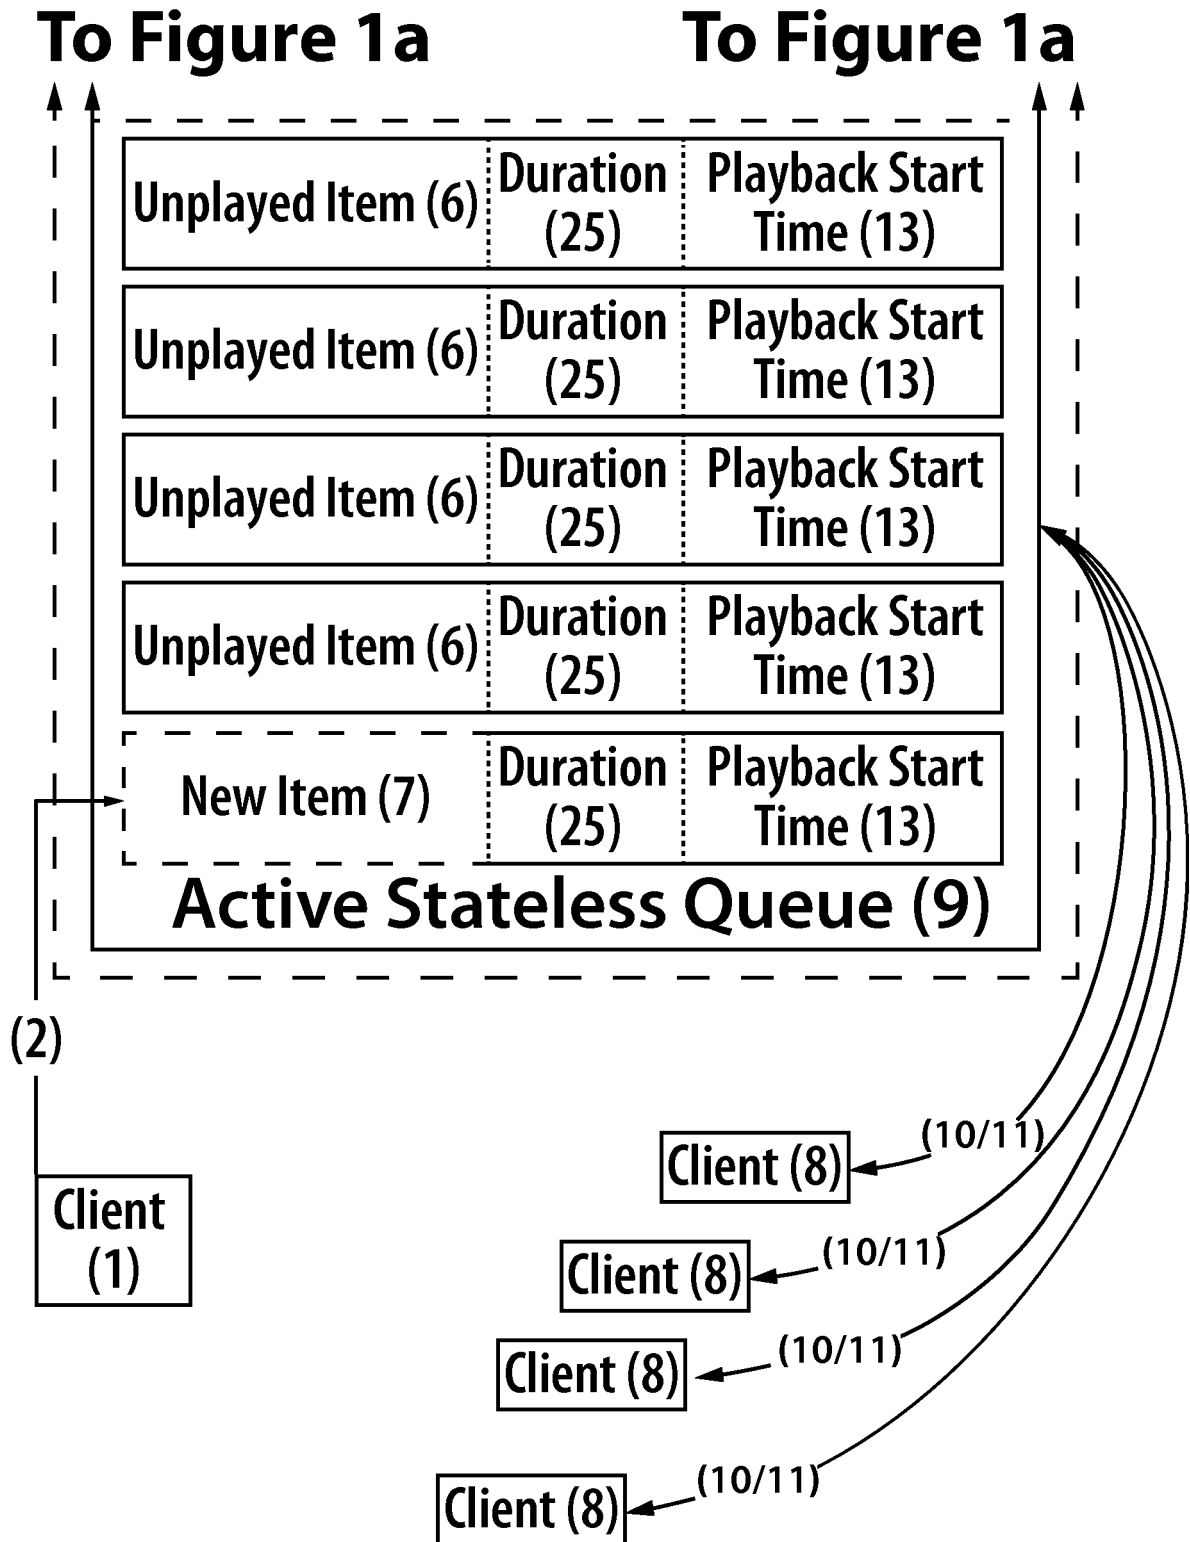 To Figure 1a To Figure 1a
Unplayed Item (6) Duration (25) Playback Start Time (13)
Unplayed Item (6) Duration (25) Playback Start Time (13)
Unplayed Item (6) Duration (25) Playback Start Time (13)
Unplayed Item (6) Duration (25) Playback Start Time (13)
New Item (7) Duration (25) Playback Start Time (13)
Active Stateless Queue (9)
(2)
Client (8) (10/11)
Client (1)
Client (8) (10/11)
Client (8) (10/11)
Client (8) (10/11)